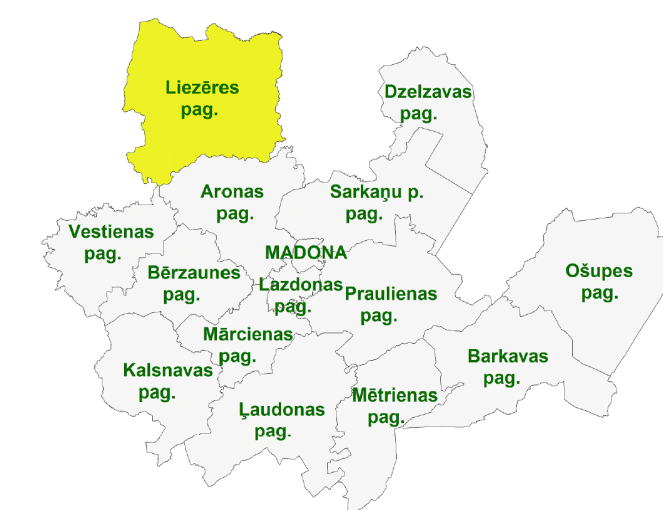 Liezēres
pag.
Dzelzavas
pag.
Aronas
pag.
Sarkaņu p.
pag.
Vestienas
pag.
MADONA
Bērzaunes
pag.
Lazdonas
pag.
Praulienas
pag.
Ošupes
pag.
Mārcienas
pag.
Kalsnavas
pag.
Barkavas
pag.
Mētrienas
pag.
Ļaudonas
pag.